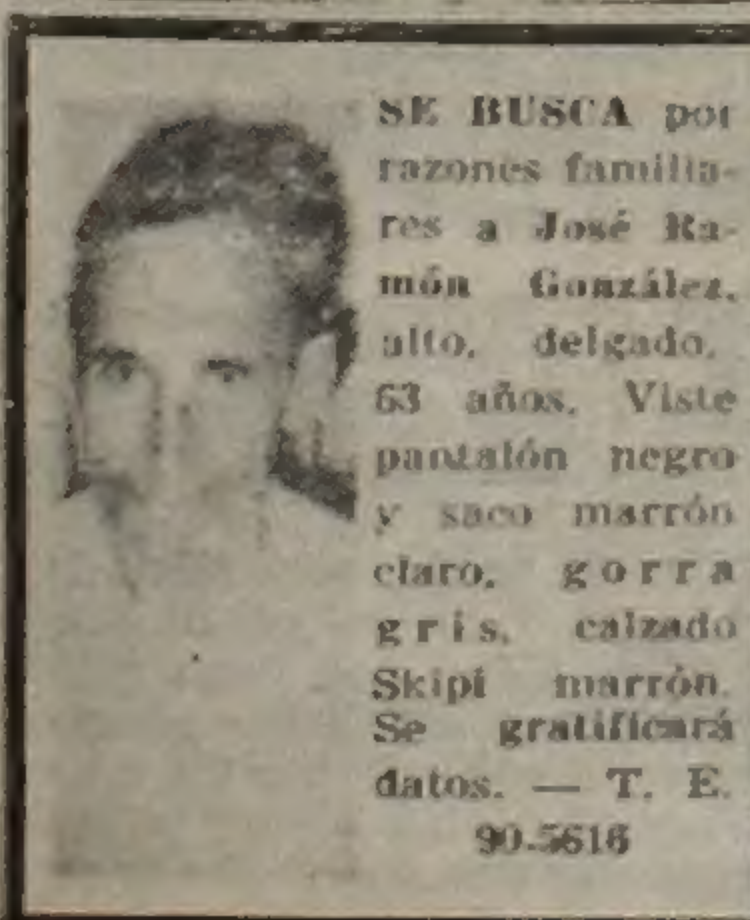 SE BUSCA por
razones familia-
res a José Ra-
món González,
alto, delgado,
63 años. Viste
pantalón negro
y saco marrón
claro, gorra
gris, calzado
Skipi marrón.
Se gratificará
datos. — T. E.
90-5616